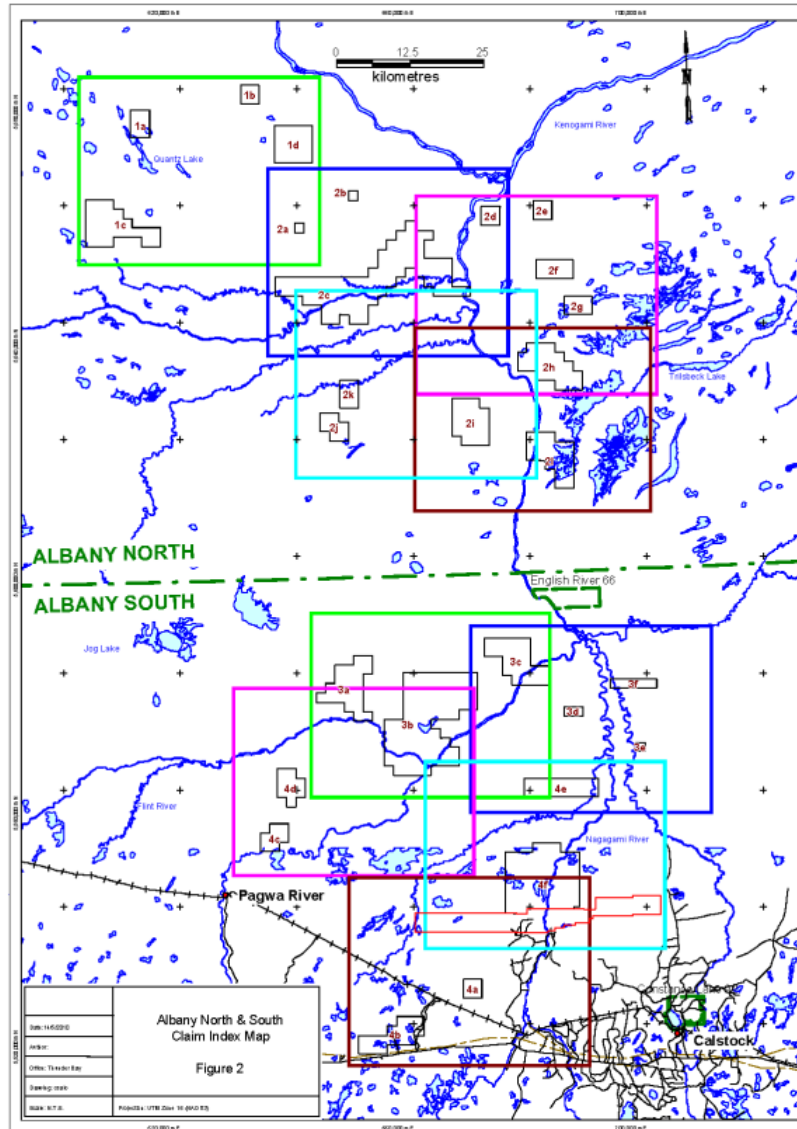 0 12.5 25
kilometres
Kenogami River
1b
1a
1d
Quantz Lake
2b
1c
2d
2e
2a
2f
2c
2g
2h
Trilsbeck Lake
2k
2j
2i
ALBANY NORTH
ALBANY SOUTH
English River 66
Jog Lake
3c
3a
3f
3b
3d
3e
4d
4e
Flint River
4c
Nagagami River
4f
Pagwa River
4a
4b
Calstock
Albany North & South
Claim Index Map
Figure 2
Author:
Office: Thunder Bay